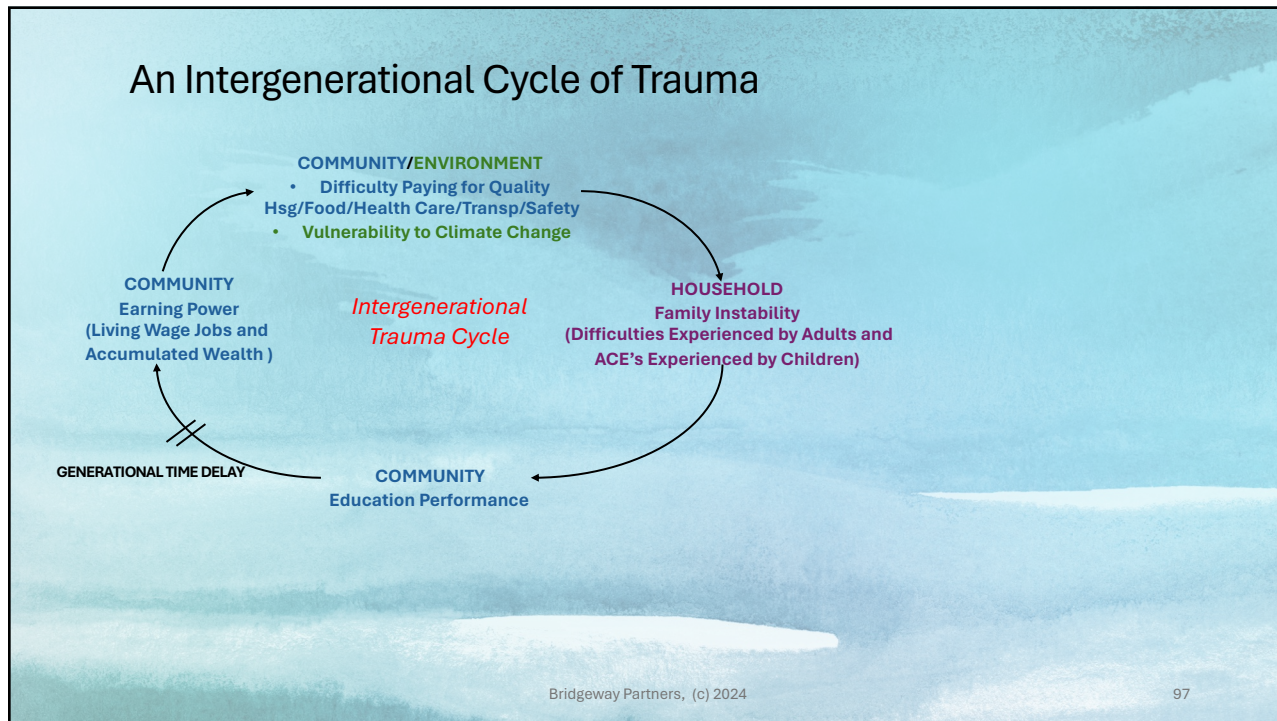 An Intergenerational Cycle of Trauma
COMMUNITY/ENVIRONMENT
• Difficulty Paying for Quality
Hsg/Food/Health Care/Transp/Safety
• Vulnerability to Climate Change
COMMUNITY
Earning Power
(Living Wage Jobs and
Accumulated Wealth )
Intergenerational
Trauma Cycle
HOUSEHOLD
Family Instability
(Difficulties Experienced by Adults and
ACE’s Experienced by Children)
GENERATIONAL TIME DELAY
COMMUNITY
Education Performance
Bridgeway Partners, (c) 2024
97